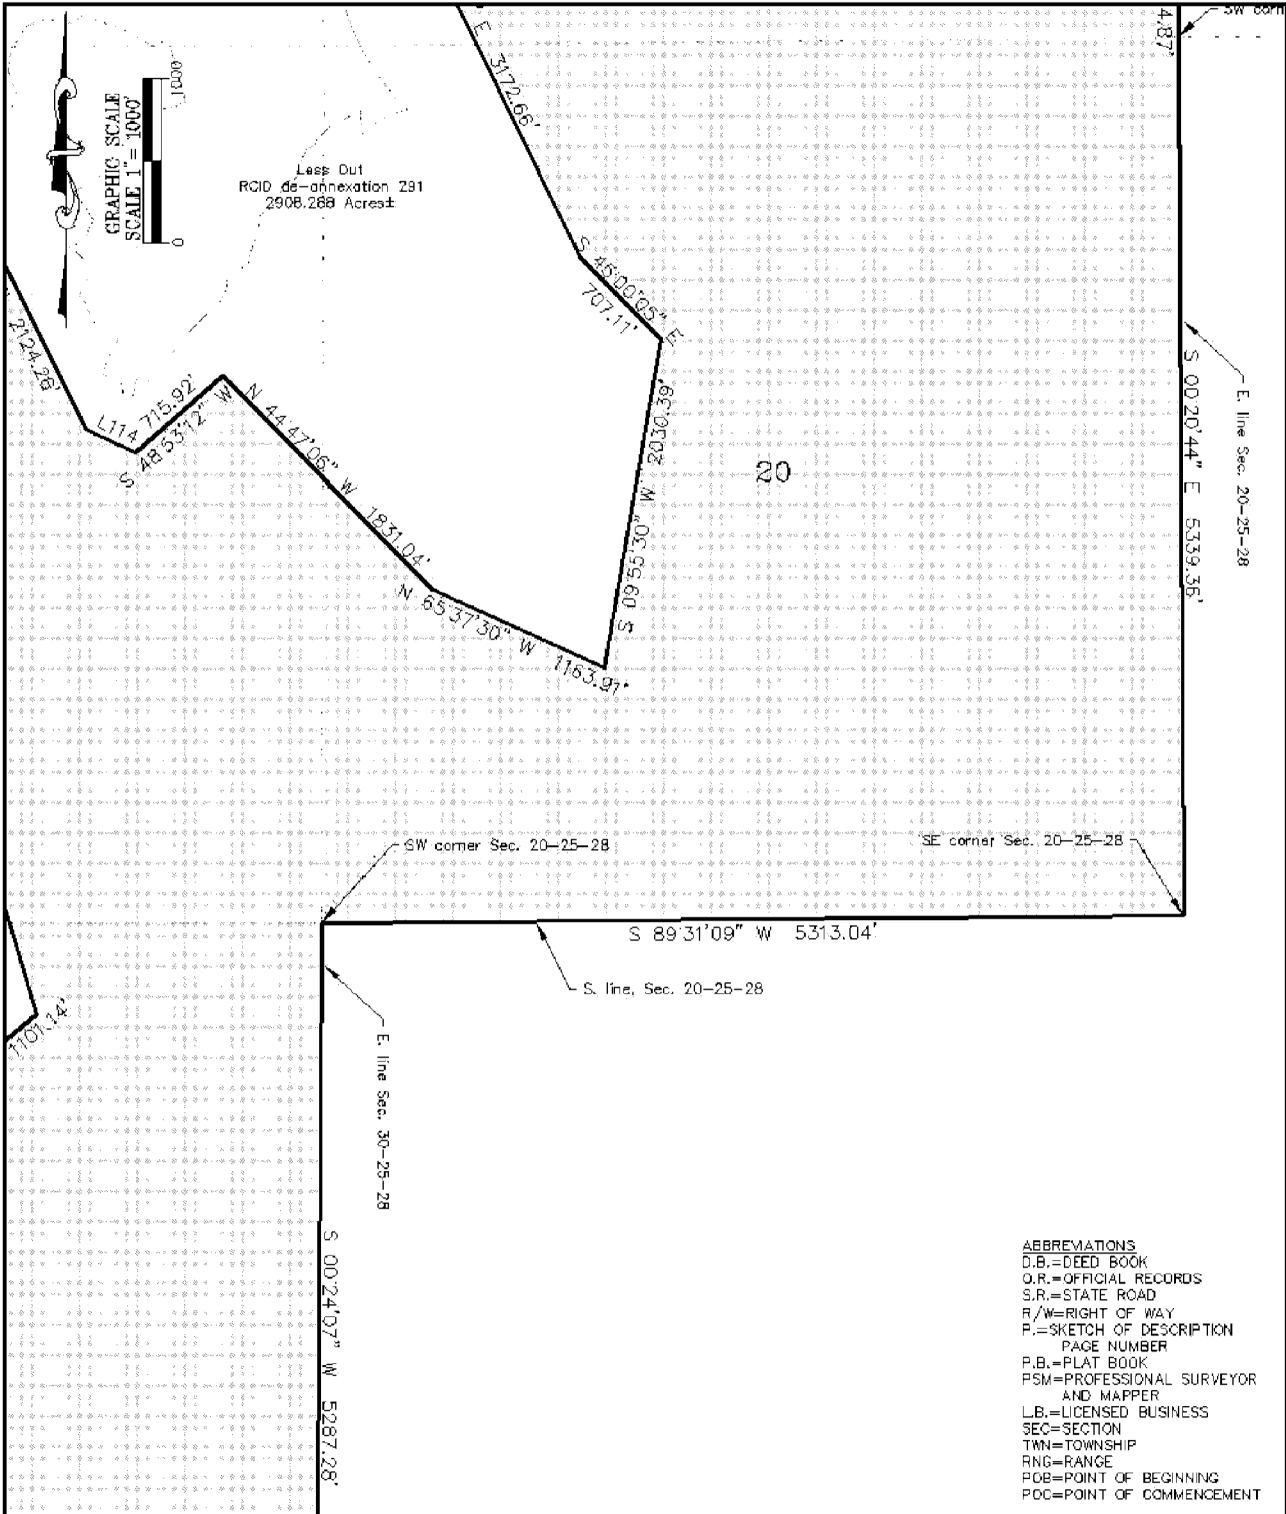 SW corn
4.87'
E 3172.66'
1000
GRAPHIC SCALE
SCALE 1"= 1000'
0
Less Out
RCID de-annexation 291
2908.288 Acres±
S 45°00'05" E
707.11'
2124.26'
L114
715.92'
S 48°53'12" W
N 44°47'06" W 1831.04'
N 65°37'30" W 1163.97'
S 09°55'30" W 2030.39'
20
S 00°20'44" E 5339.36'
E. line Sec. 20-25-28
SW corner Sec. 20-25-28
SE corner Sec. 20-25-28
S 89°31'09" W 5313.04'
S. line, Sec. 20-25-28
1101.14'
E. line Sec. 30-25-28
S 00°24'07" W 5287.28'
ABBREVIATIONS
D.B.=DEED BOOK
O.R.=OFFICIAL RECORDS
S.R.=STATE ROAD
R/W=RIGHT OF WAY
P.=SKETCH OF DESCRIPTION
PAGE NUMBER
P.B.=PLAT BOOK
PSM=PROFESSIONAL SURVEYOR
AND MAPPER
L.B.=LICENSED BUSINESS
SEC=SECTION
TWN=TOWNSHIP
RNG=RANGE
POB=POINT OF BEGINNING
POC=POINT OF COMMENCEMENT